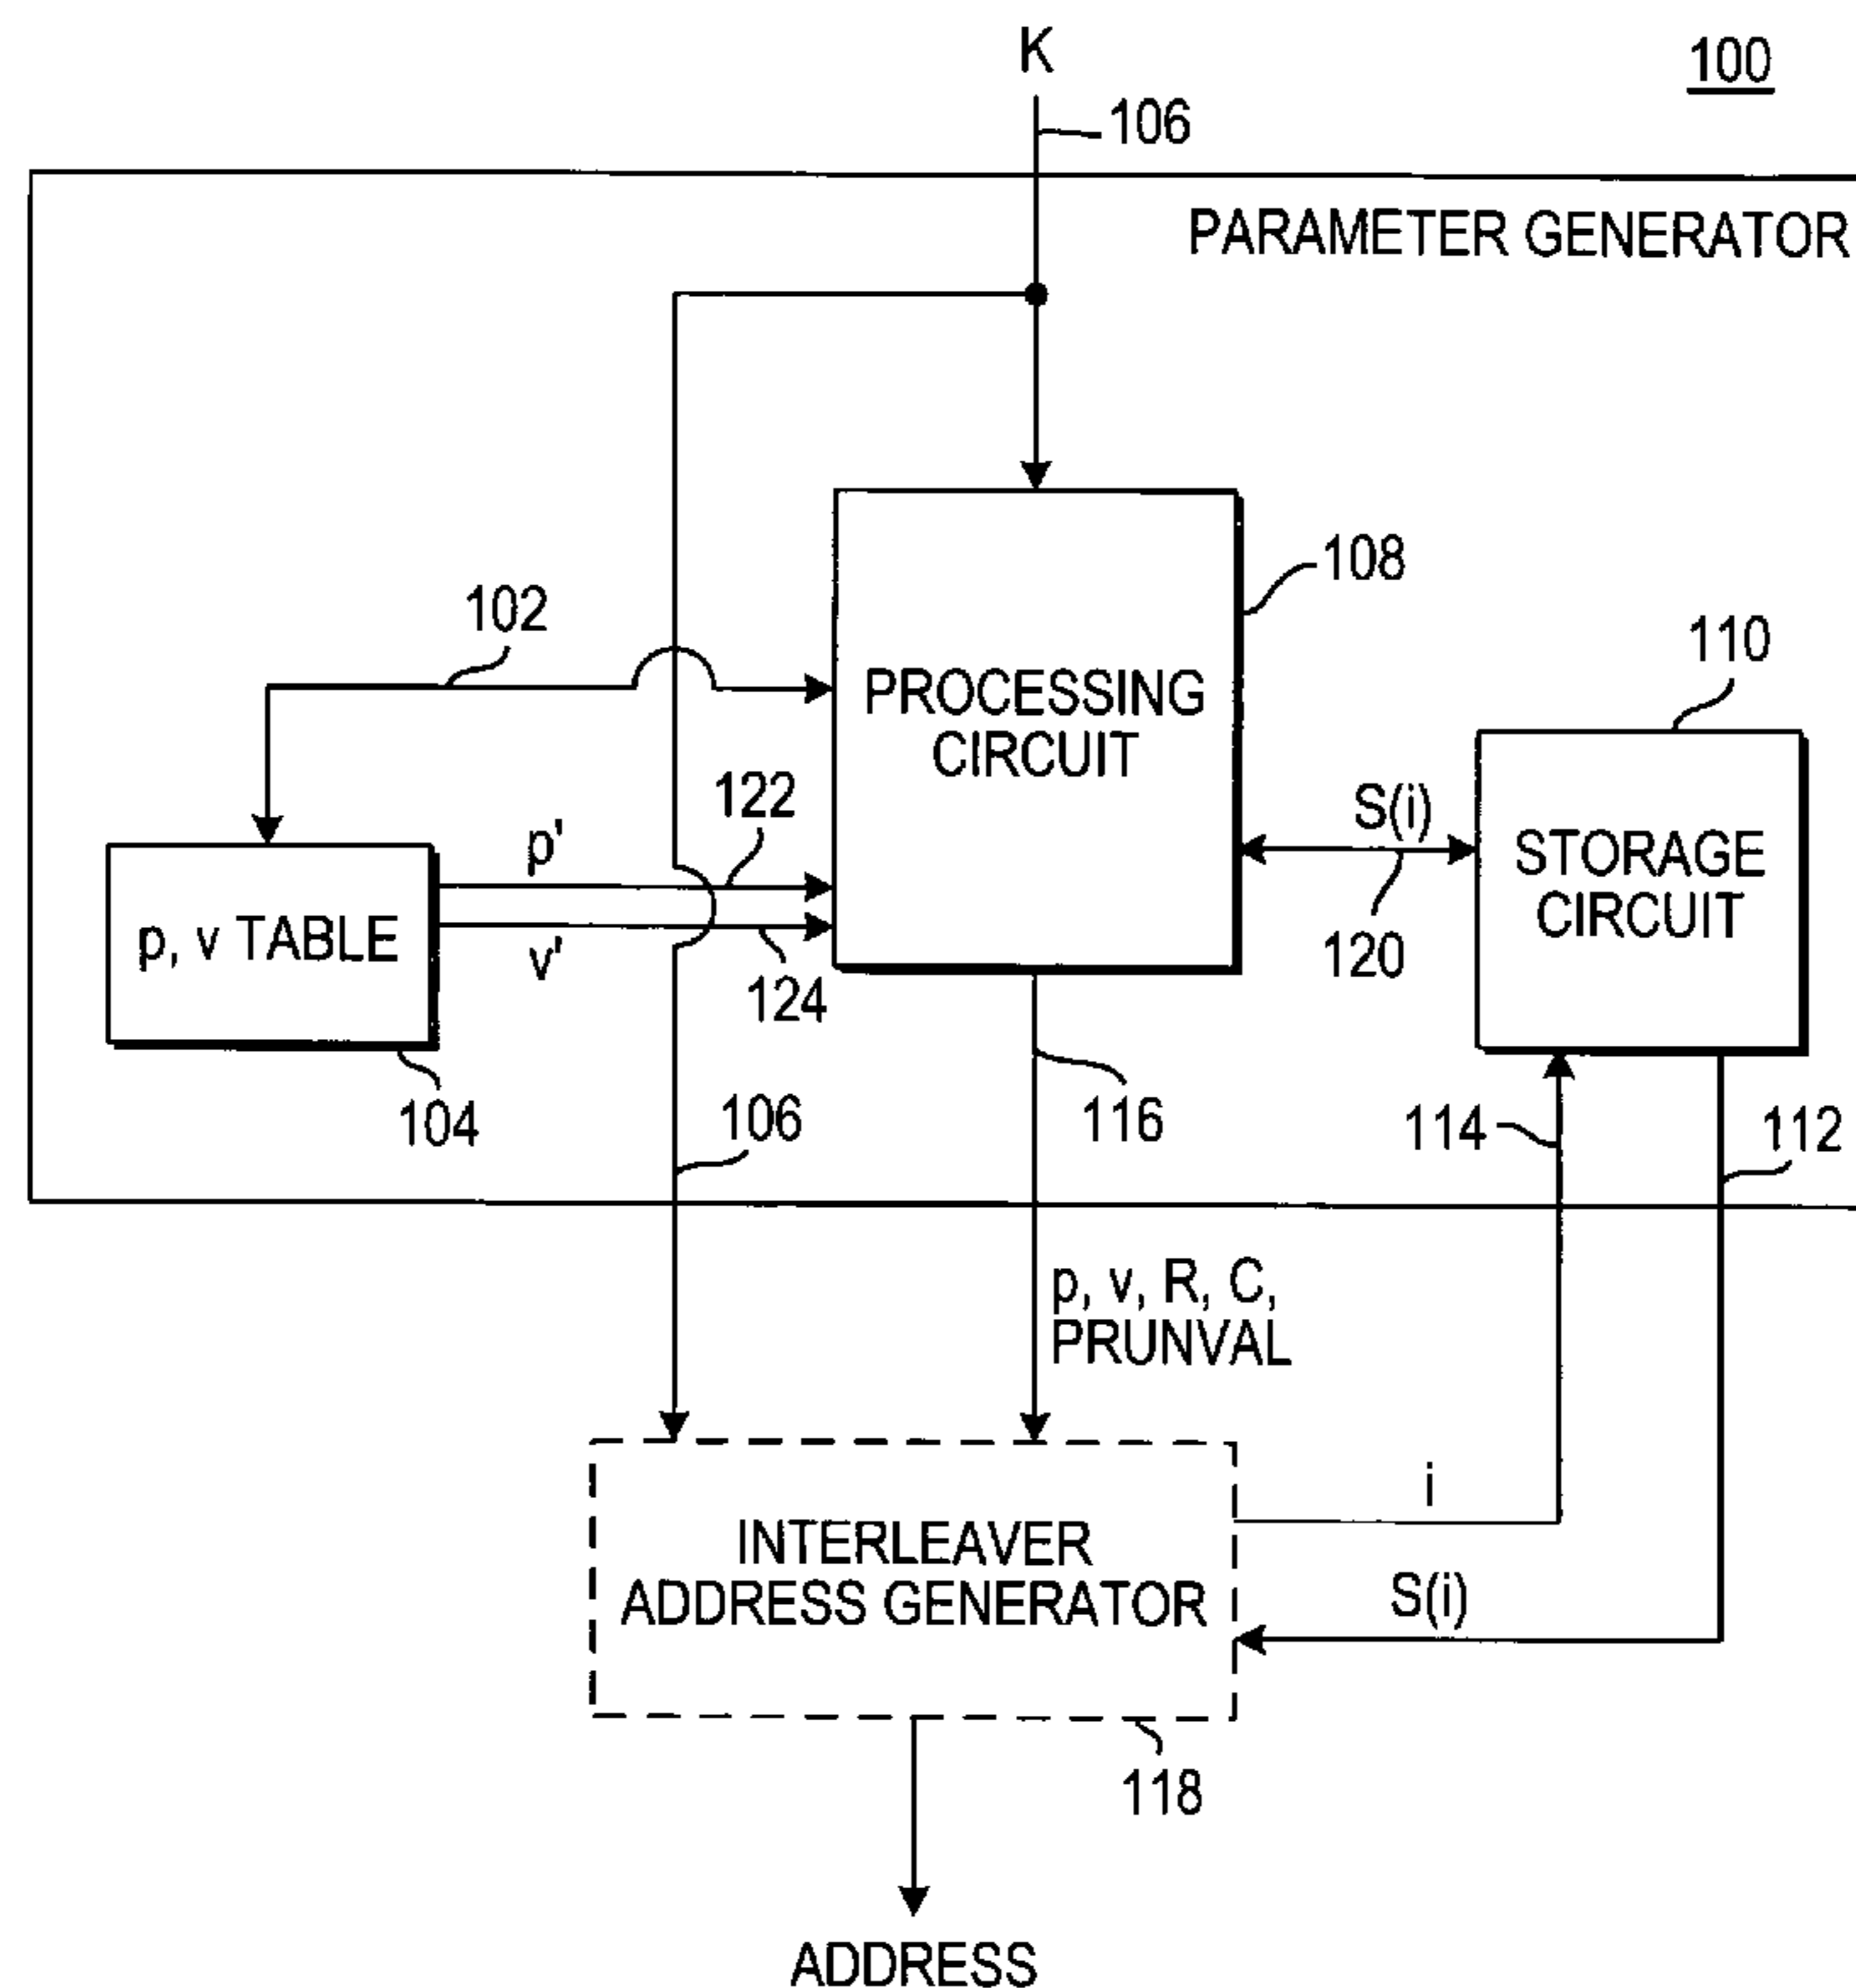 K
100
106
PARAMETER GENERATOR
108
102
110
PROCESSING
CIRCUIT
122
S(i)
p'
STORAGE
CIRCUIT
p, v TABLE
v'
120
124
104
106
116
114
112
p, v, R, C,
PRUNVAL
i
INTERLEAVER
ADDRESS GENERATOR
S(i)
118
ADDRESS